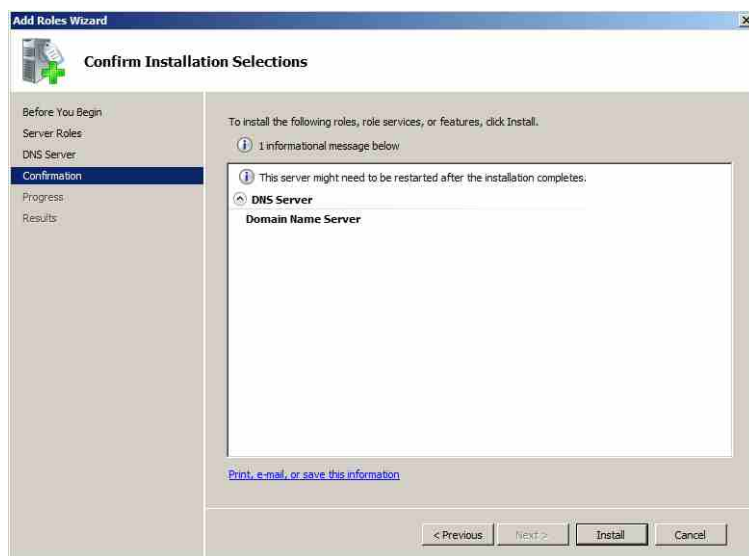 Add Roles Wizard
Confirm Installation Selections
Before You Begin
Server Roles
DNS Server
Confirmation
Progress
Results
To install the following roles, role services, or features, click Install.
1 informational message below
This server might need to be restarted after the installation completes.
DNS Server
Domain Name Server
Print, e-mail, or save this information
< Previous Next > Install Cancel